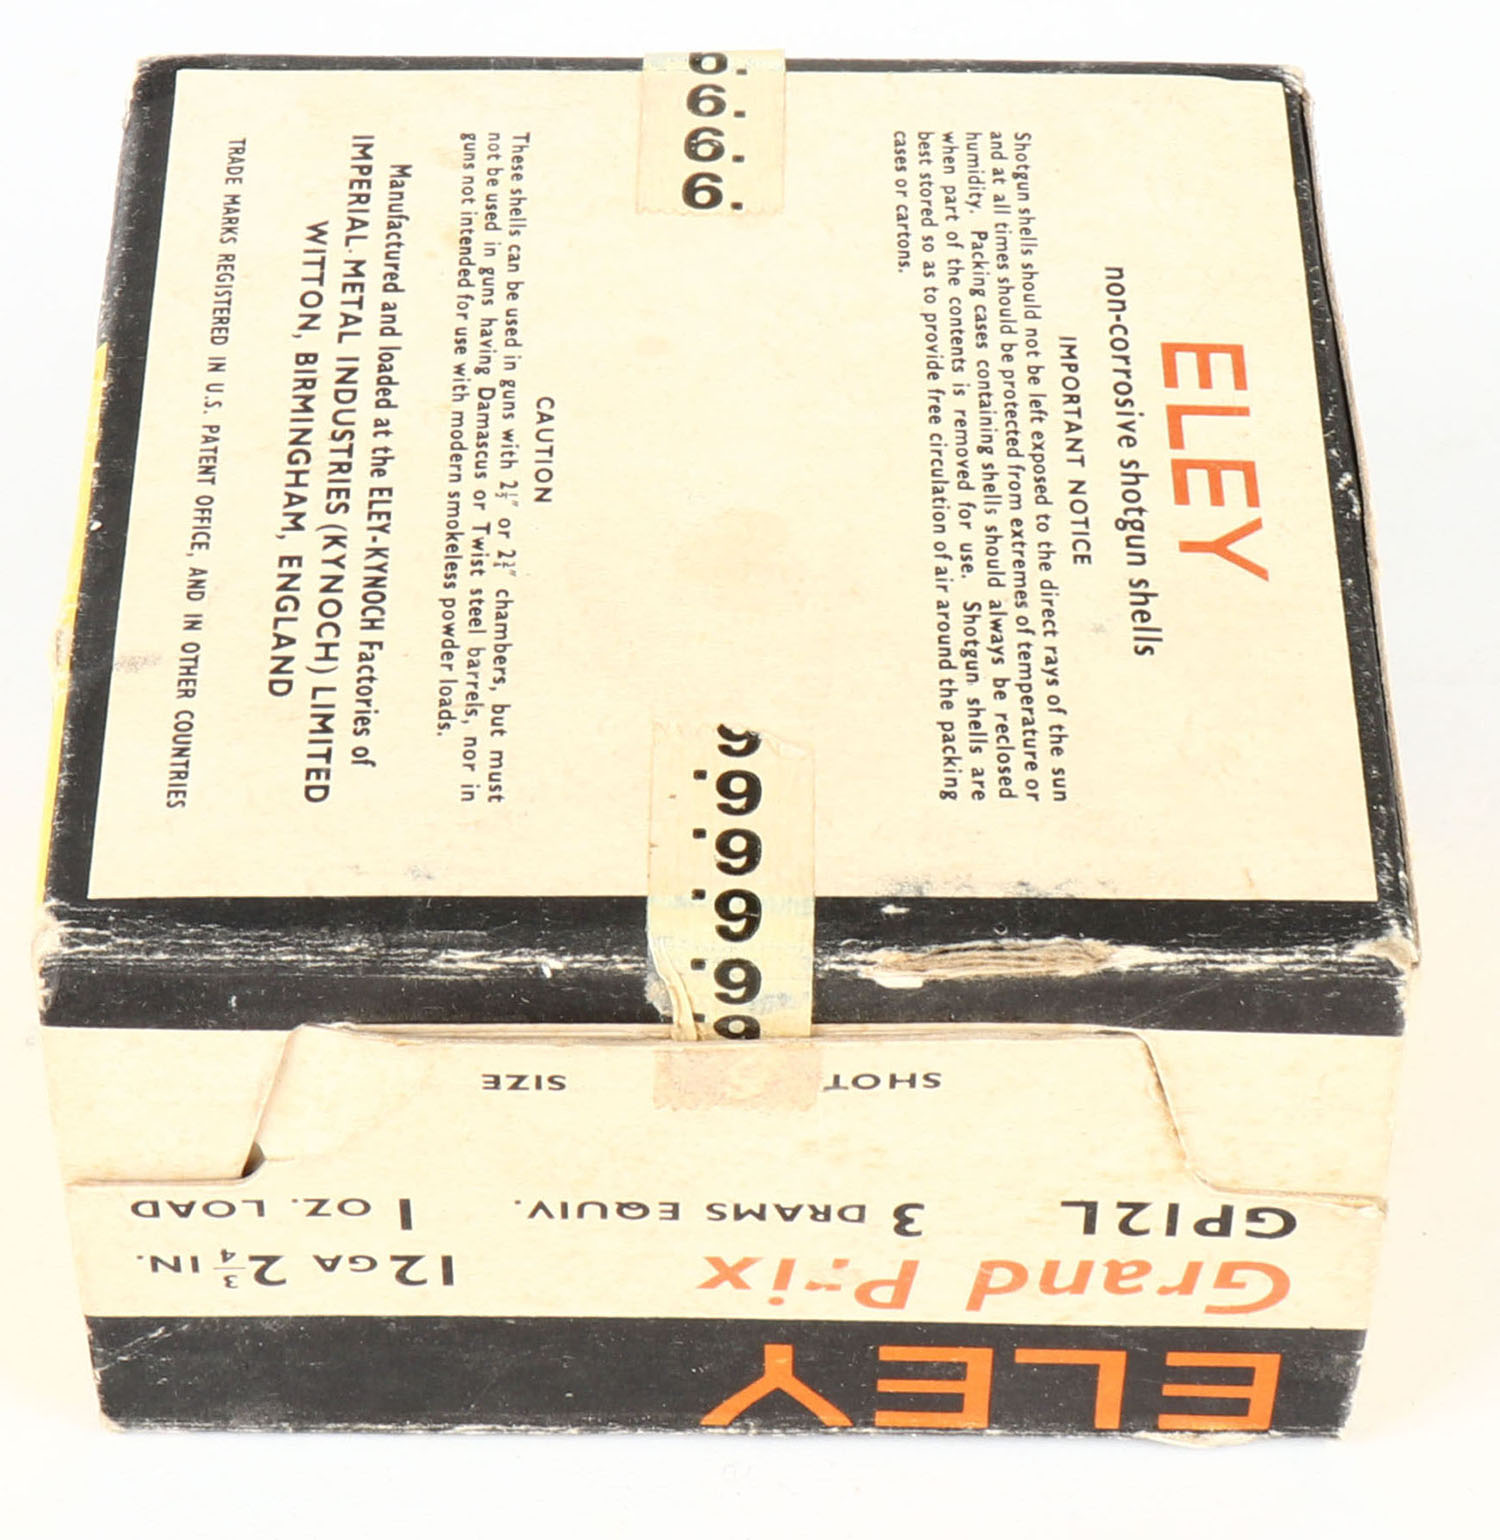 ELEY
non-corrosive shotgun shells
IMPORTANT NOTICE
Shotgun shells should not be left exposed to the direct rays of the sun
and at all times should be protected from extremes of temperature or
humidity. Packing cases containing shells should always be reclosed
when part of the contents is removed for use. Shotgun shells are
best stored so as to provide free circulation of air around the packing
cases or cartons.
CAUTION
These shells can be used in guns with 2½″ or 2¾″ chambers, but must
not be used in guns having Damascus or Twist steel barrels, nor in
guns not intended for use with modern smokeless powder loads.
Manufactured and loaded at the ELEY-KYNOCH Factories of
IMPERIAL METAL INDUSTRIES (KYNOCH) LIMITED
WITTON, BIRMINGHAM, ENGLAND
TRADE MARKS REGISTERED IN U.S. PATENT OFFICE, AND IN OTHER COUNTRIES
.6.6.6.6
6.6.6.6.6.6
ELEY
Grand Prix
12 GA 2¾ IN.
GP12L
3 DRAMS EQUIV.
1 OZ. LOAD
SHOT
SIZE